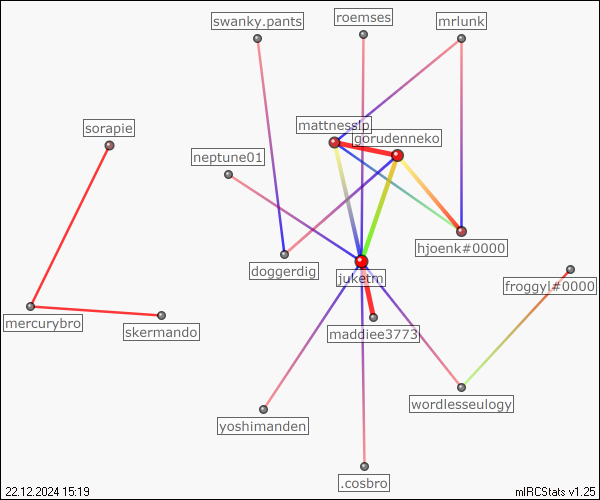 swanky.pants
roemses
mrlunk
sorapie
mattnesslp
gorudenneko
neptune01
hjoenk#0000
doggerdig
juketm
froggyl#0000
mercurybro
skermando
maddiee3773
wordlesseulogy
yoshimanden
.cosbro
22.12.2024 15:19
mIRCStats v1.25